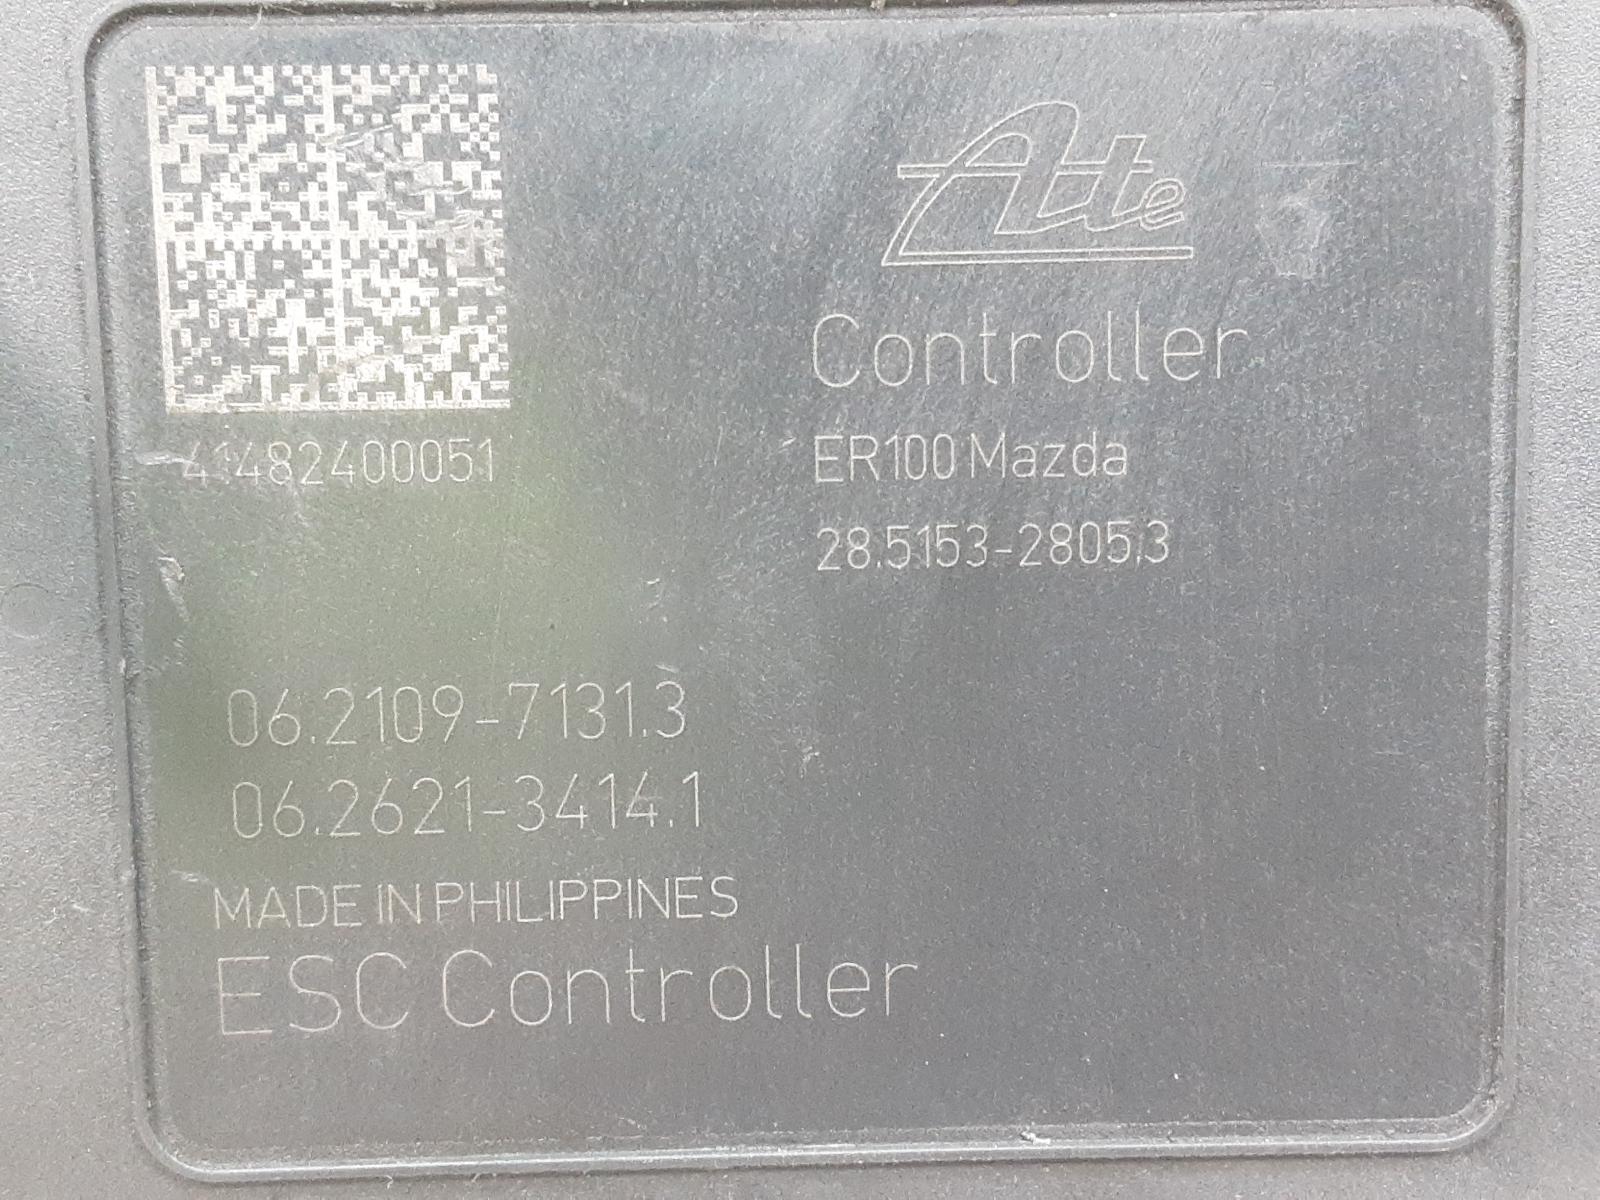 Ate
Controller
41482400051
ER100 Mazda
28.5153-2805.3
06.2109-7131.3
06.2621-3414.1
MADE IN PHILIPPINES
ESC Controller